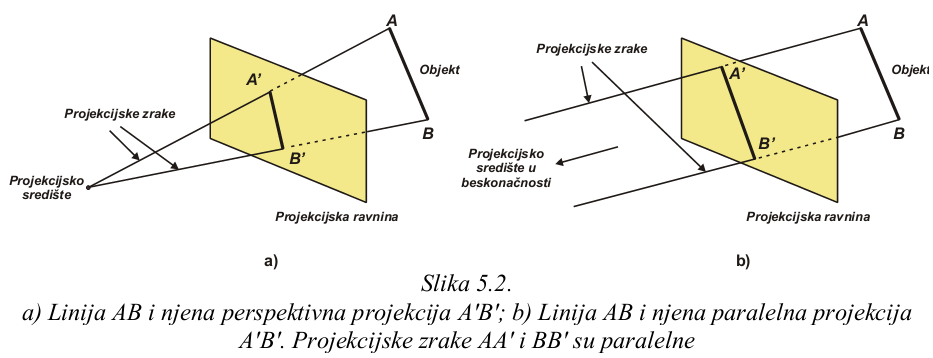 A
Objekt
A'
Projekcijske zrake
B
B'
Projekcijsko
središte
Projekcijska ravnina
a)
A
Projekcijske zrake
Objekt
A'
B
B'
Projekcijsko
središte u
beskonačnosti
Projekcijska ravnina
b)
Slika 5.2.
a) Linija AB i njena perspektivna projekcija A'B'; b) Linija AB i njena paralelna projekcija
A'B'. Projekcijske zrake AA' i BB' su paralelne